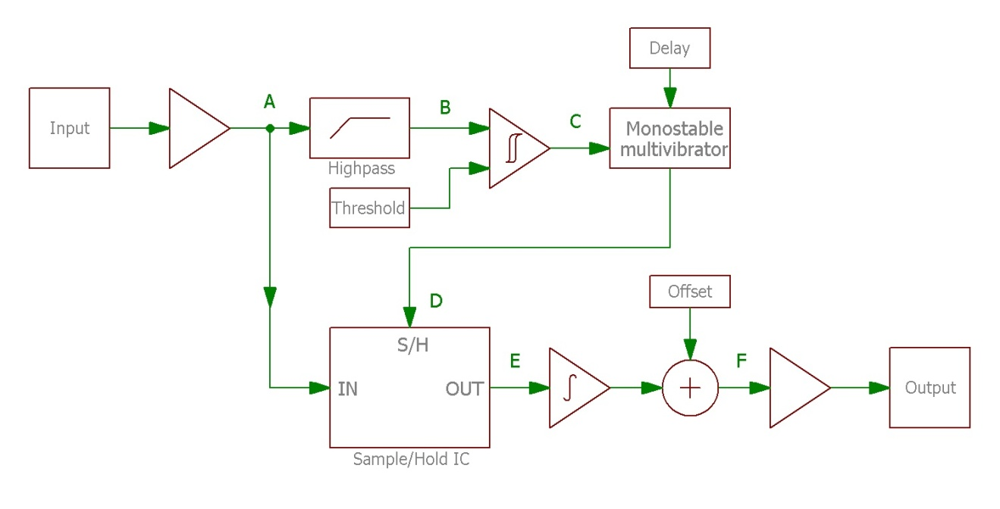 Delay
A
B
C
Input
Monostable
multivibrator
Highpass
Threshold
Offset
D
S/H
E
F
IN
OUT
Output
Sample/Hold IC